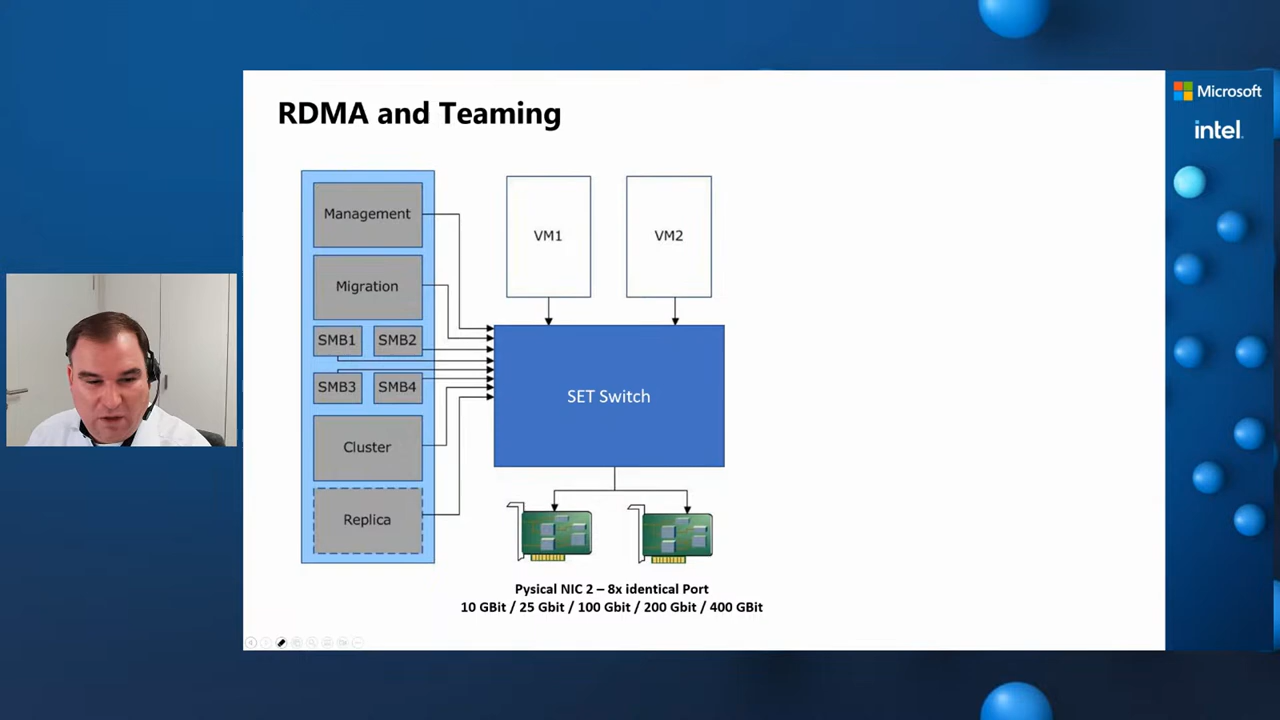 RDMA and Teaming
Microsoft
intel.
Management
Migration
SMB1
SMB2
SMB3
SMB4
Cluster
Replica
VM1
VM2
SET Switch
Pysical NIC 2 – 8x identical Port
10 GBit / 25 Gbit / 100 Gbit / 200 Gbit / 400 GBit